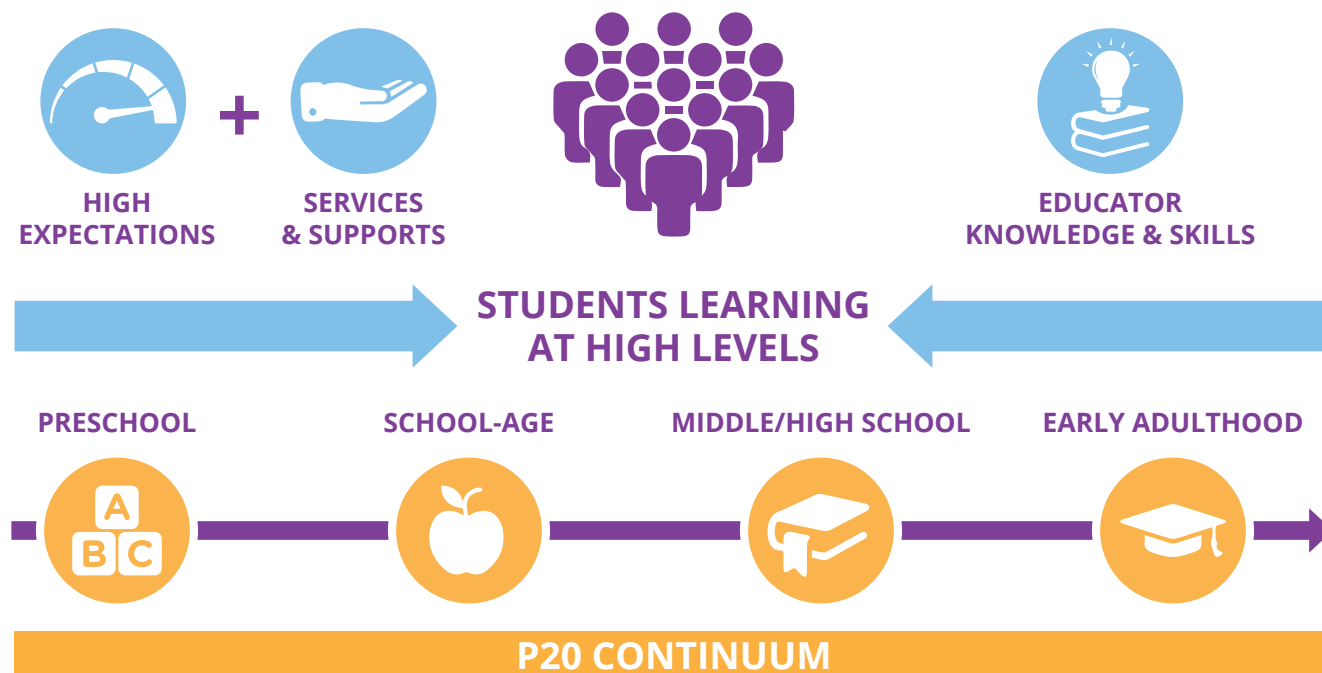 HIGH
EXPECTATIONS
+
SERVICES
& SUPPORTS
EDUCATOR
KNOWLEDGE & SKILLS
STUDENTS LEARNING
AT HIGH LEVELS
PRESCHOOL
SCHOOL-AGE
MIDDLE/HIGH SCHOOL
EARLY ADULTHOOD
A
B C
P20 CONTINUUM